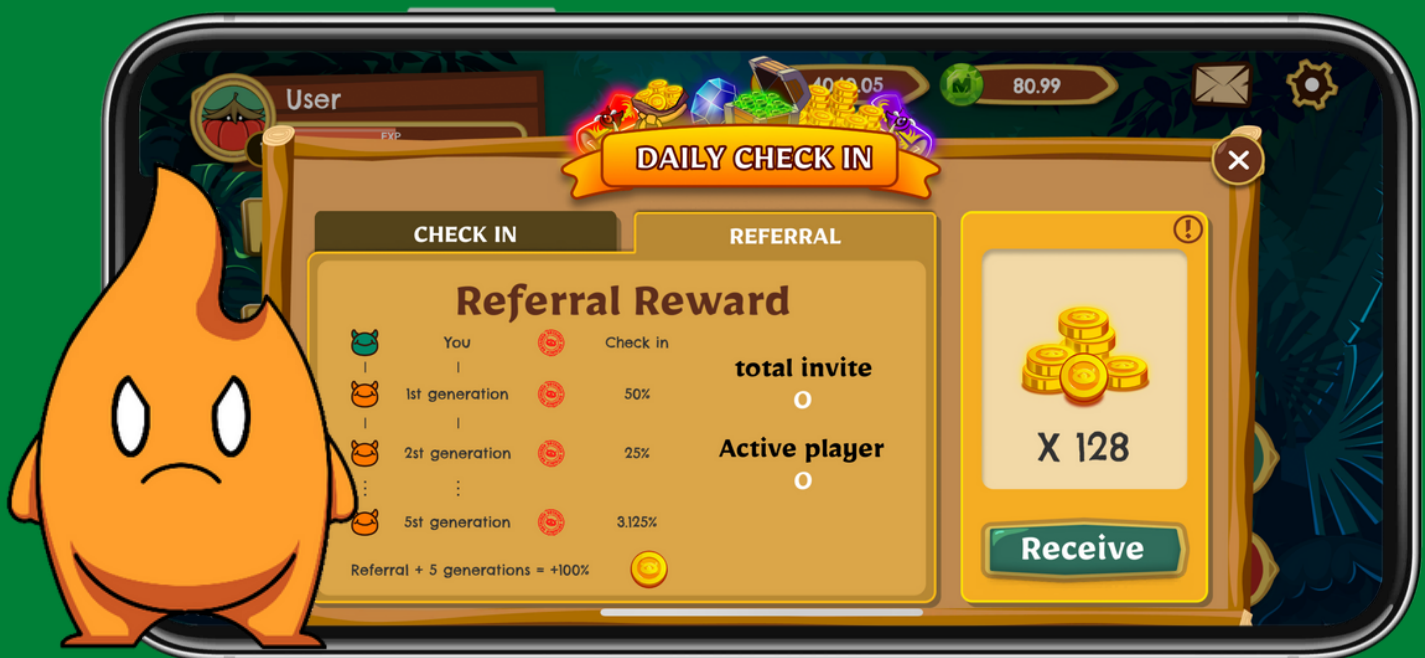 User
EXP
80.99
DAILY CHECK IN
CHECK IN
REFERRAL
Referral Reward
You
Check in
1st generation
50%
2st generation
25%
5st generation
3.125%
Referral + 5 generations = +100%
total invite
0
Active player
0
X 128
Receive